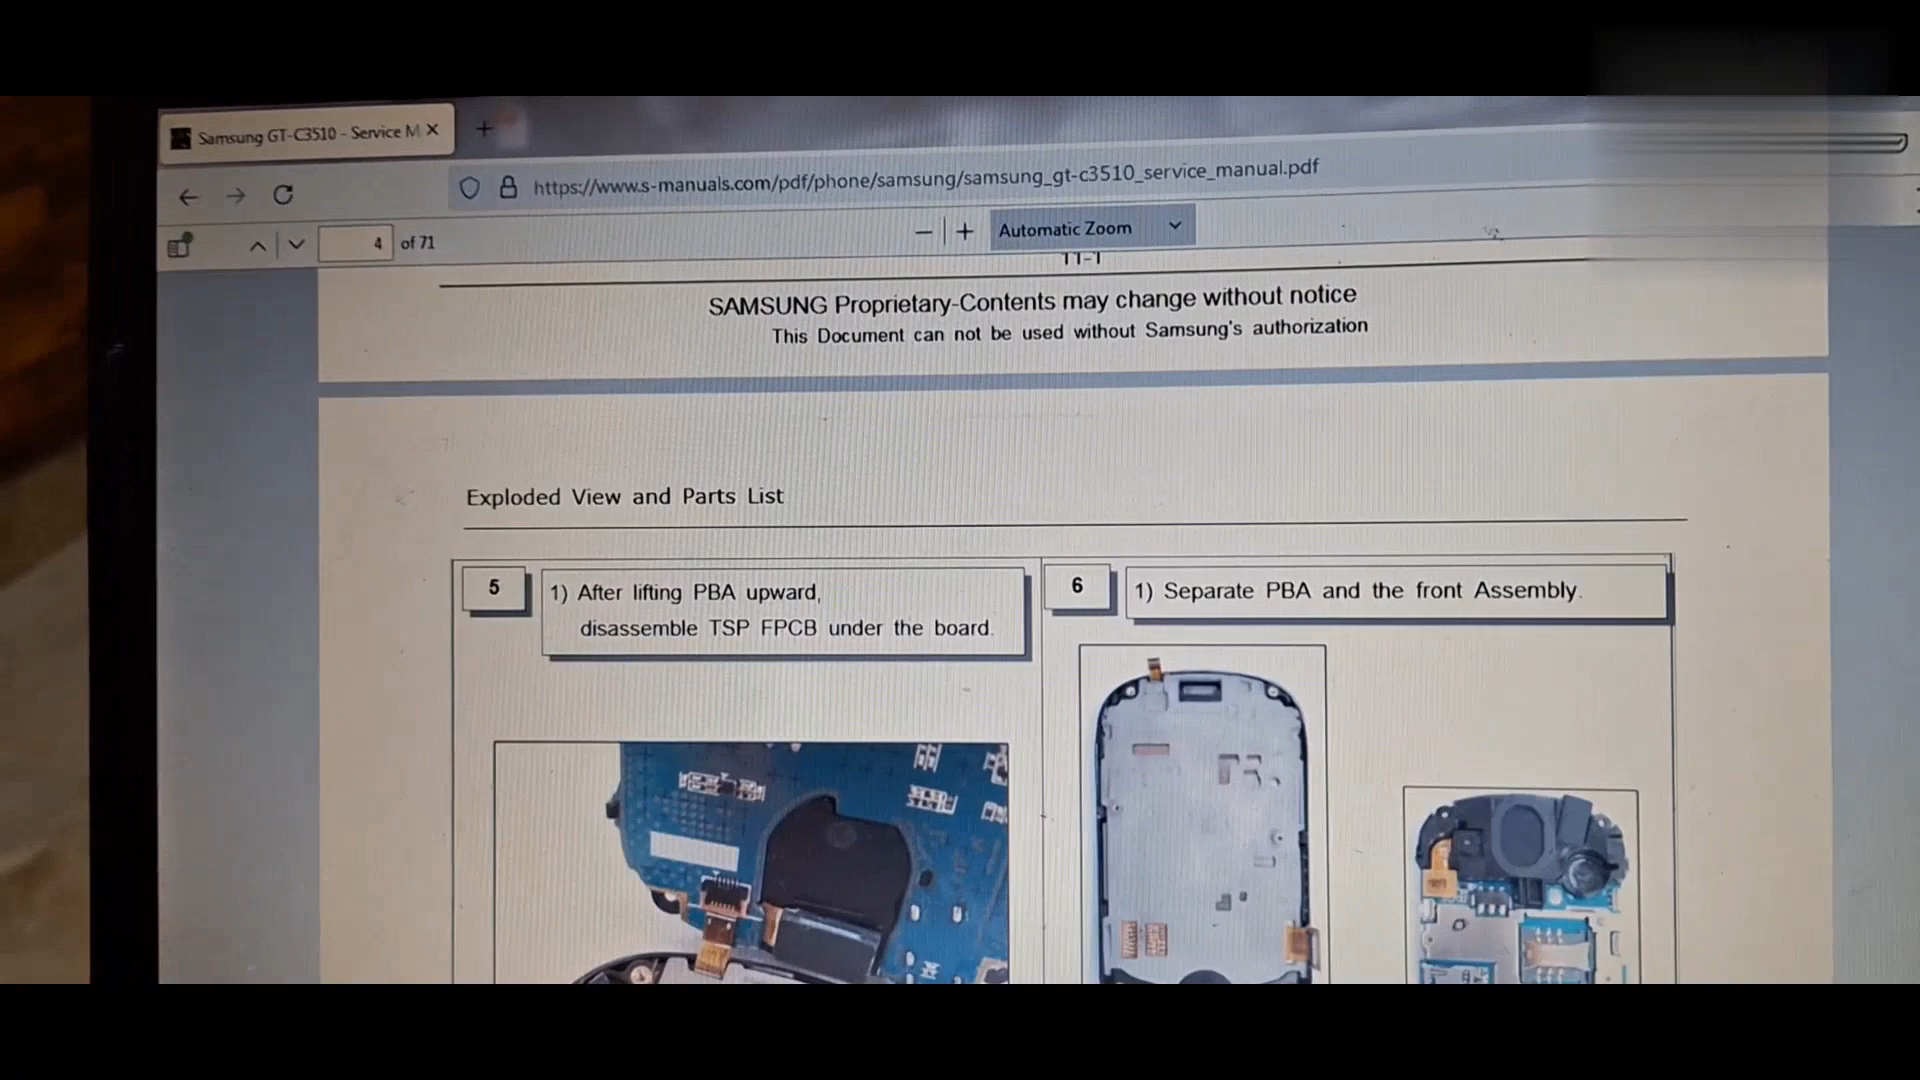 Samsung GT-C3510 - Service M
https://www.s-manuals.com/pdf/phone/samsung/samsung_gt-c3510_service_manual.pdf
4 of 71
Automatic Zoom
11-1
SAMSUNG Proprietary-Contents may change without notice
This Document can not be used without Samsung's authorization
Exploded View and Parts List
5
1) After lifting PBA upward,
disassemble TSP FPCB under the board.
6
1) Separate PBA and the front Assembly.